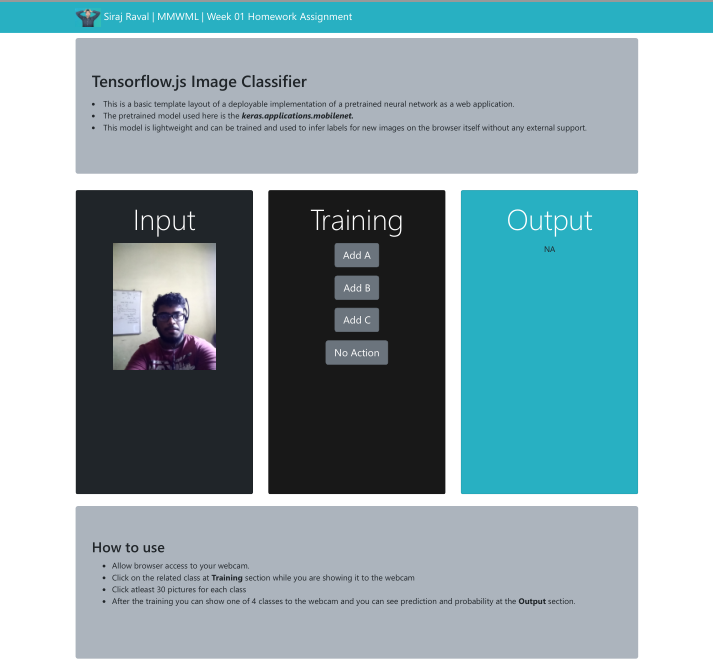 Siraj Raval | MMWML | Week 01 Homework Assignment
Tensorflow.js Image Classifier
• This is a basic template layout of a deployable implementation of a pretrained neural network as a web application.
• The pretrained model used here is the keras.applications.mobilenet.
• This model is lightweight and can be trained and used to infer labels for new images on the browser itself without any external support.
Input
Training
Add A
Add B
Add C
No Action
Output
NA
How to use
• Allow browser access to your webcam.
• Click on the related class at Training section while you are showing it to the webcam
• Click atleast 30 pictures for each class
• After the training you can show one of 4 classes to the webcam and you can see prediction and probability at the Output section.